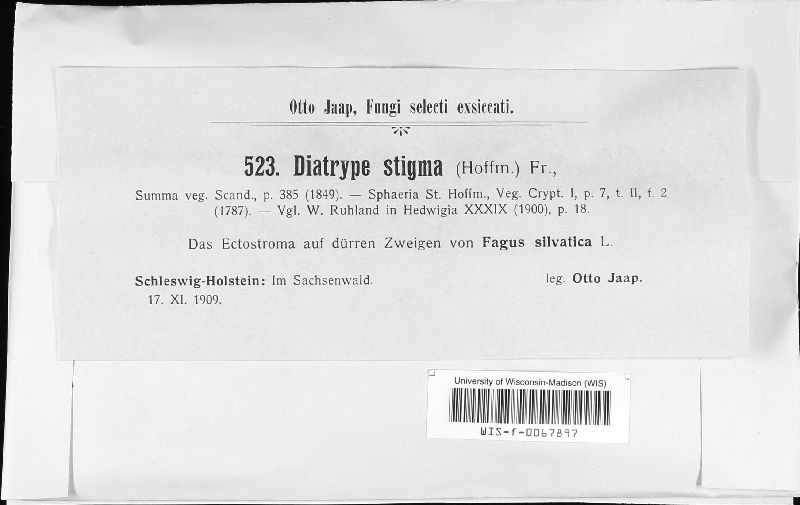 Otto Jaap, Fungi selecti exsiccati.
523. Diatrype stigma (Hoffm.) Fr.,
Summa veg. Scand., p. 385 (1849). — Sphaeria St. Hoffm., Veg. Crypt. I, p. 7, t. II, f. 2
(1787). — Vgl. W. Ruhland in Hedwigia XXXIX (1900), p. 18.
Das Ectostroma auf dürren Zweigen von Fagus silvatica L.
Schleswig-Holstein: Im Sachsenwald. leg. Otto Jaap.
17. XI. 1909.
University of Wisconsin-Madison (WIS)
WIS-f-0067897